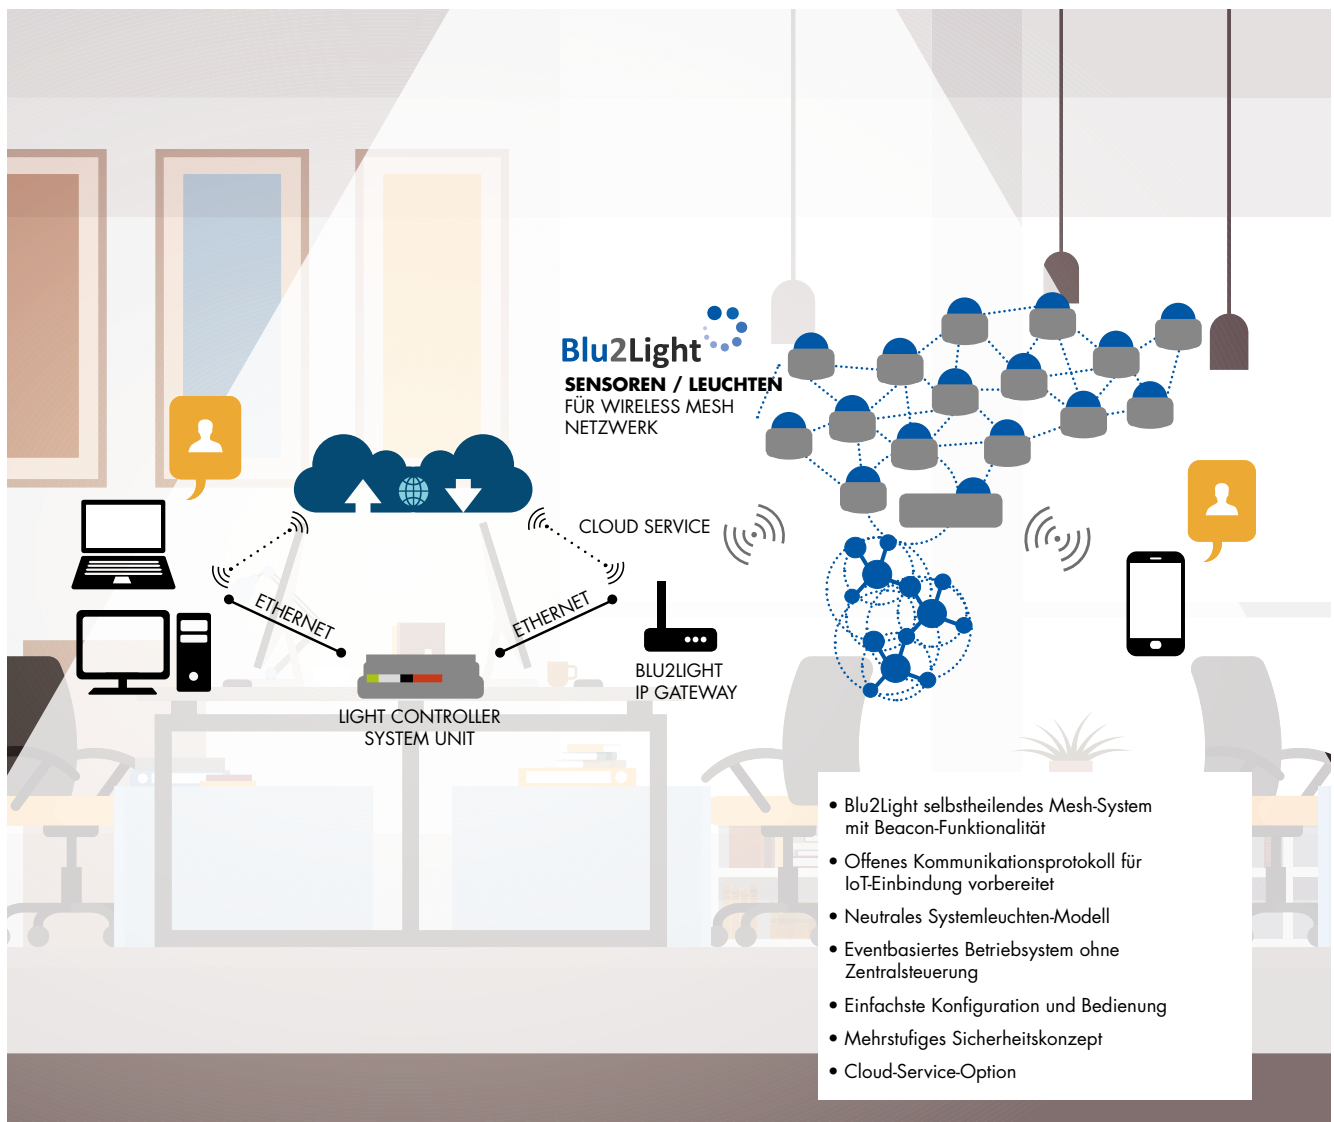 Blu2Light
SENSOREN / LEUCHTEN
FÜR WIRELESS MESH
NETZWERK
CLOUD SERVICE
ETHERNET
ETHERNET
BLU2LIGHT
IP GATEWAY
LIGHT CONTROLLER
SYSTEM UNIT
• Blu2Light selbstheilendes Mesh-System
mit Beacon-Funktionalität
• Offenes Kommunikationsprotokoll für
IoT-Einbindung vorbereitet
• Neutrales Systemleuchten-Modell
• Eventbasiertes Betriebsystem ohne
Zentralsteuerung
• Einfachste Konfiguration und Bedienung
• Mehrstufiges Sicherheitskonzept
• Cloud-Service-Option